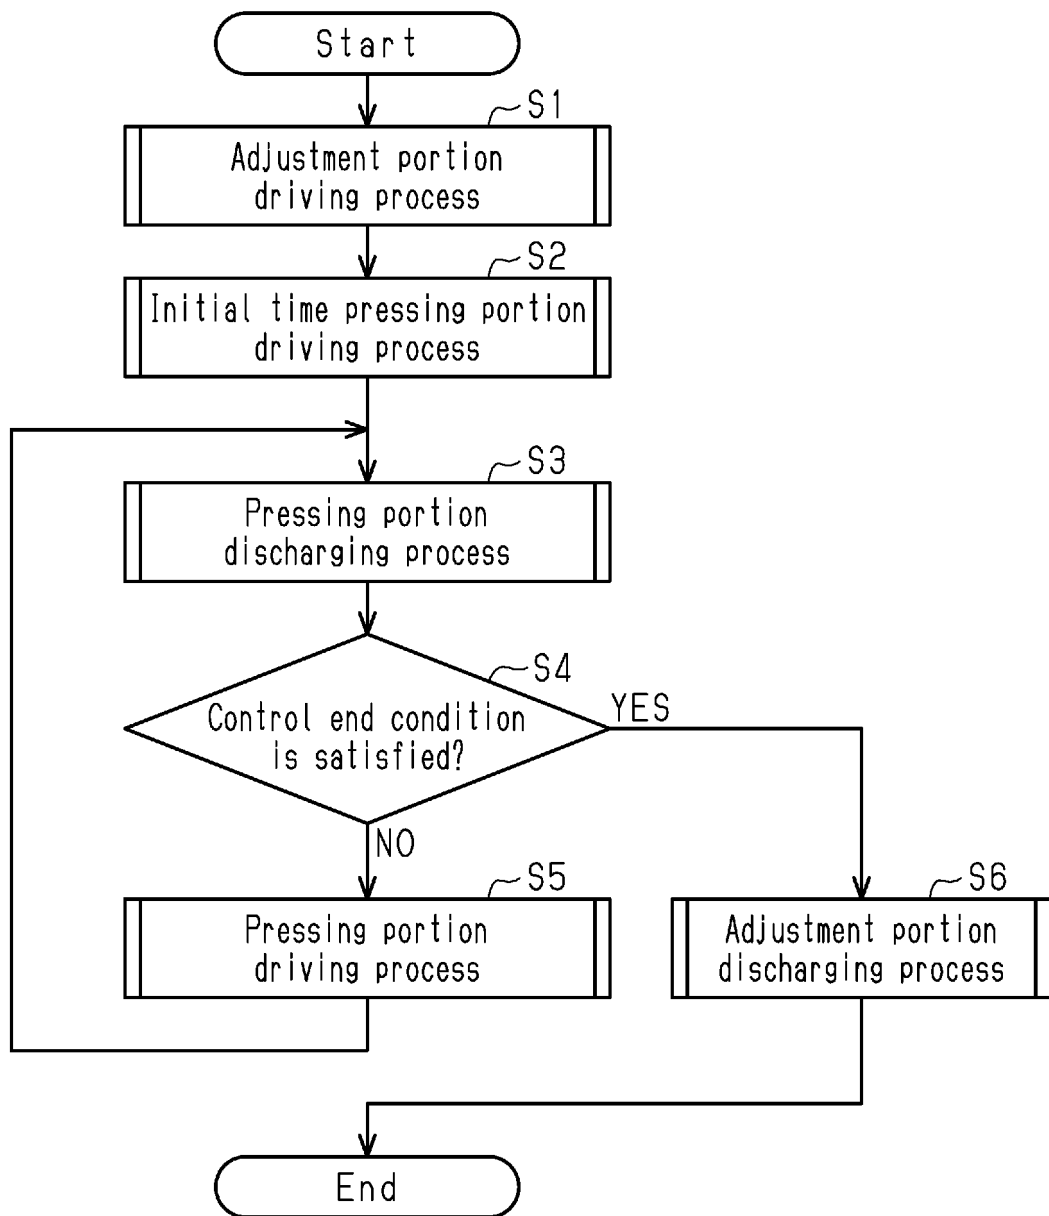 Start
S1
Adjustment portion
driving process
S2
Initial time pressing portion
driving process
S3
Pressing portion
discharging process
S4
Control end condition
is satisfied?
YES
NO
S5
Pressing portion
driving process
S6
Adjustment portion
discharging process
End